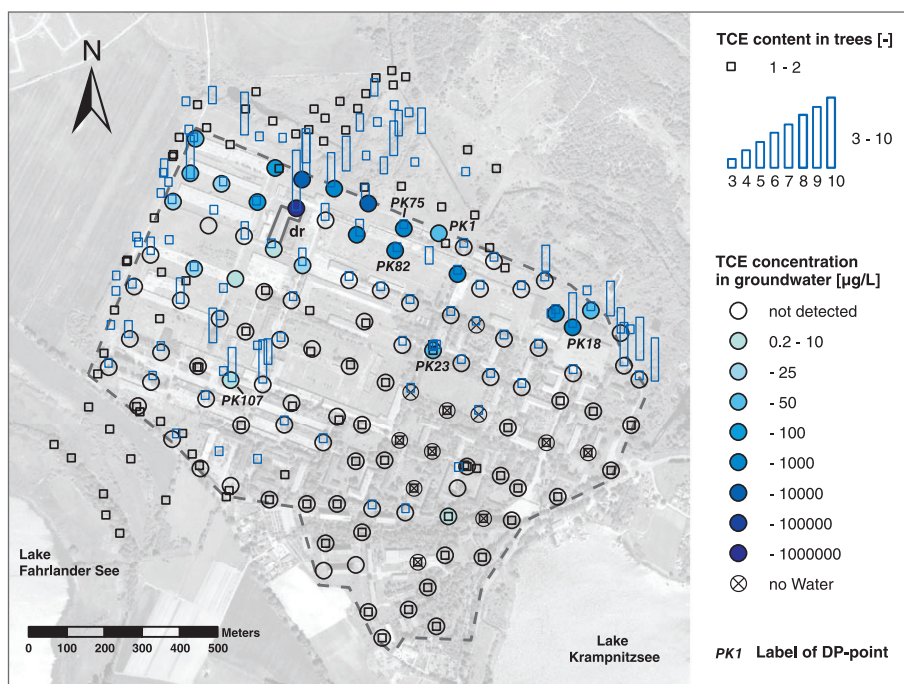 N
PK75
PK1
dr
PK82
PK18
PK23
PK107
Lake
Fahrlander See
Lake
Krampnitzsee
Meters
0 100 200 300 400 500
TCE content in trees [-]
1 - 2
3 - 10
3 4 5 6 7 8 9 10
TCE concentration
in groundwater [µg/L]
not detected
0.2 - 10
- 25
- 50
- 100
- 1000
- 10000
- 100000
- 1000000
no Water
PK1 Label of DP-point